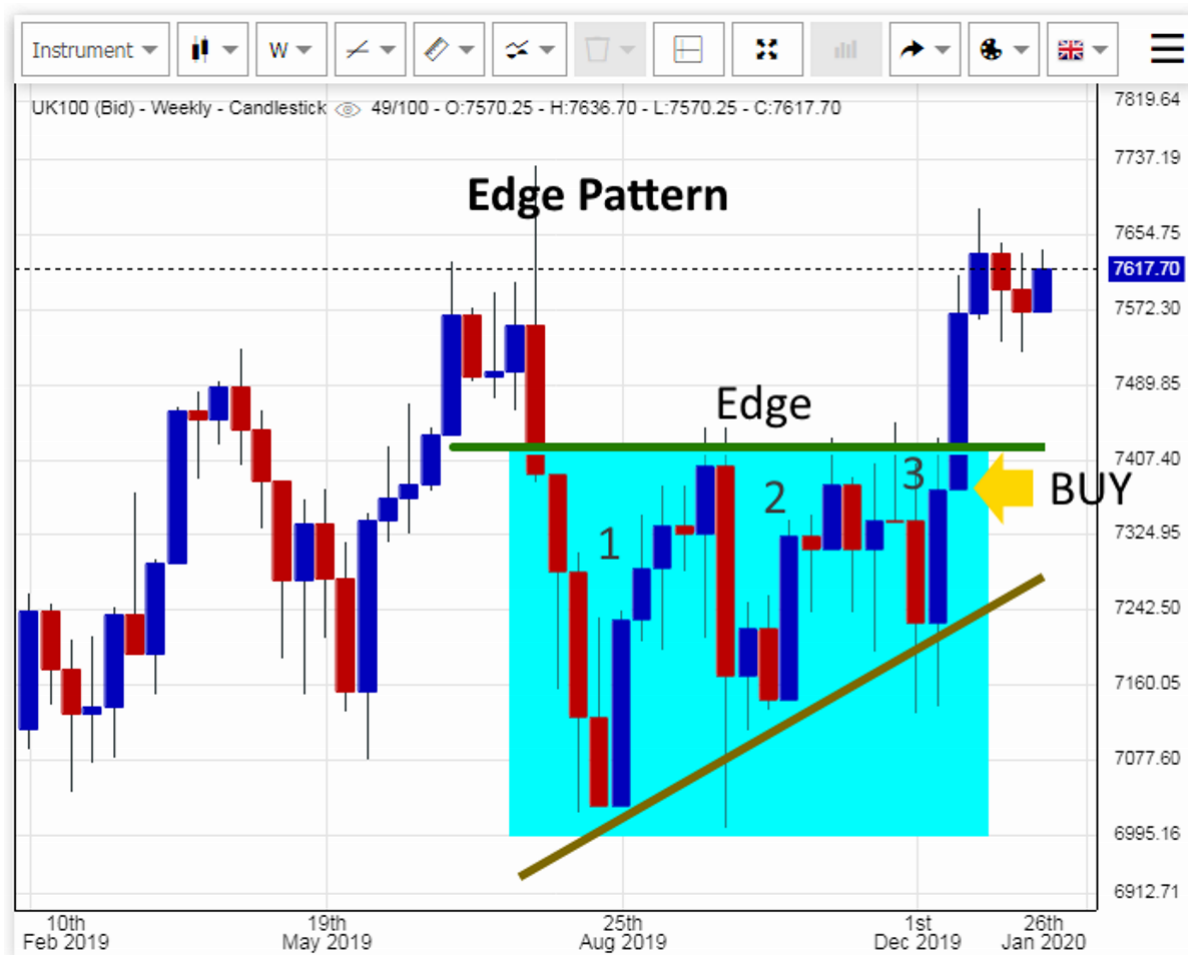 Instrument W
UK100 (Bid) - Weekly - Candlestick 49/100 - O:7570.25 - H:7636.70 - L:7570.25 - C:7617.70
7819.64
7737.19
Edge Pattern
7654.75
7617.70
7572.30
7489.85
Edge
7407.40
3
BUY
2
7324.95
1
7242.50
7160.05
7077.60
6995.16
6912.71
10th 19th 25th 1st 26th
Feb 2019 May 2019 Aug 2019 Dec 2019 Jan 2020